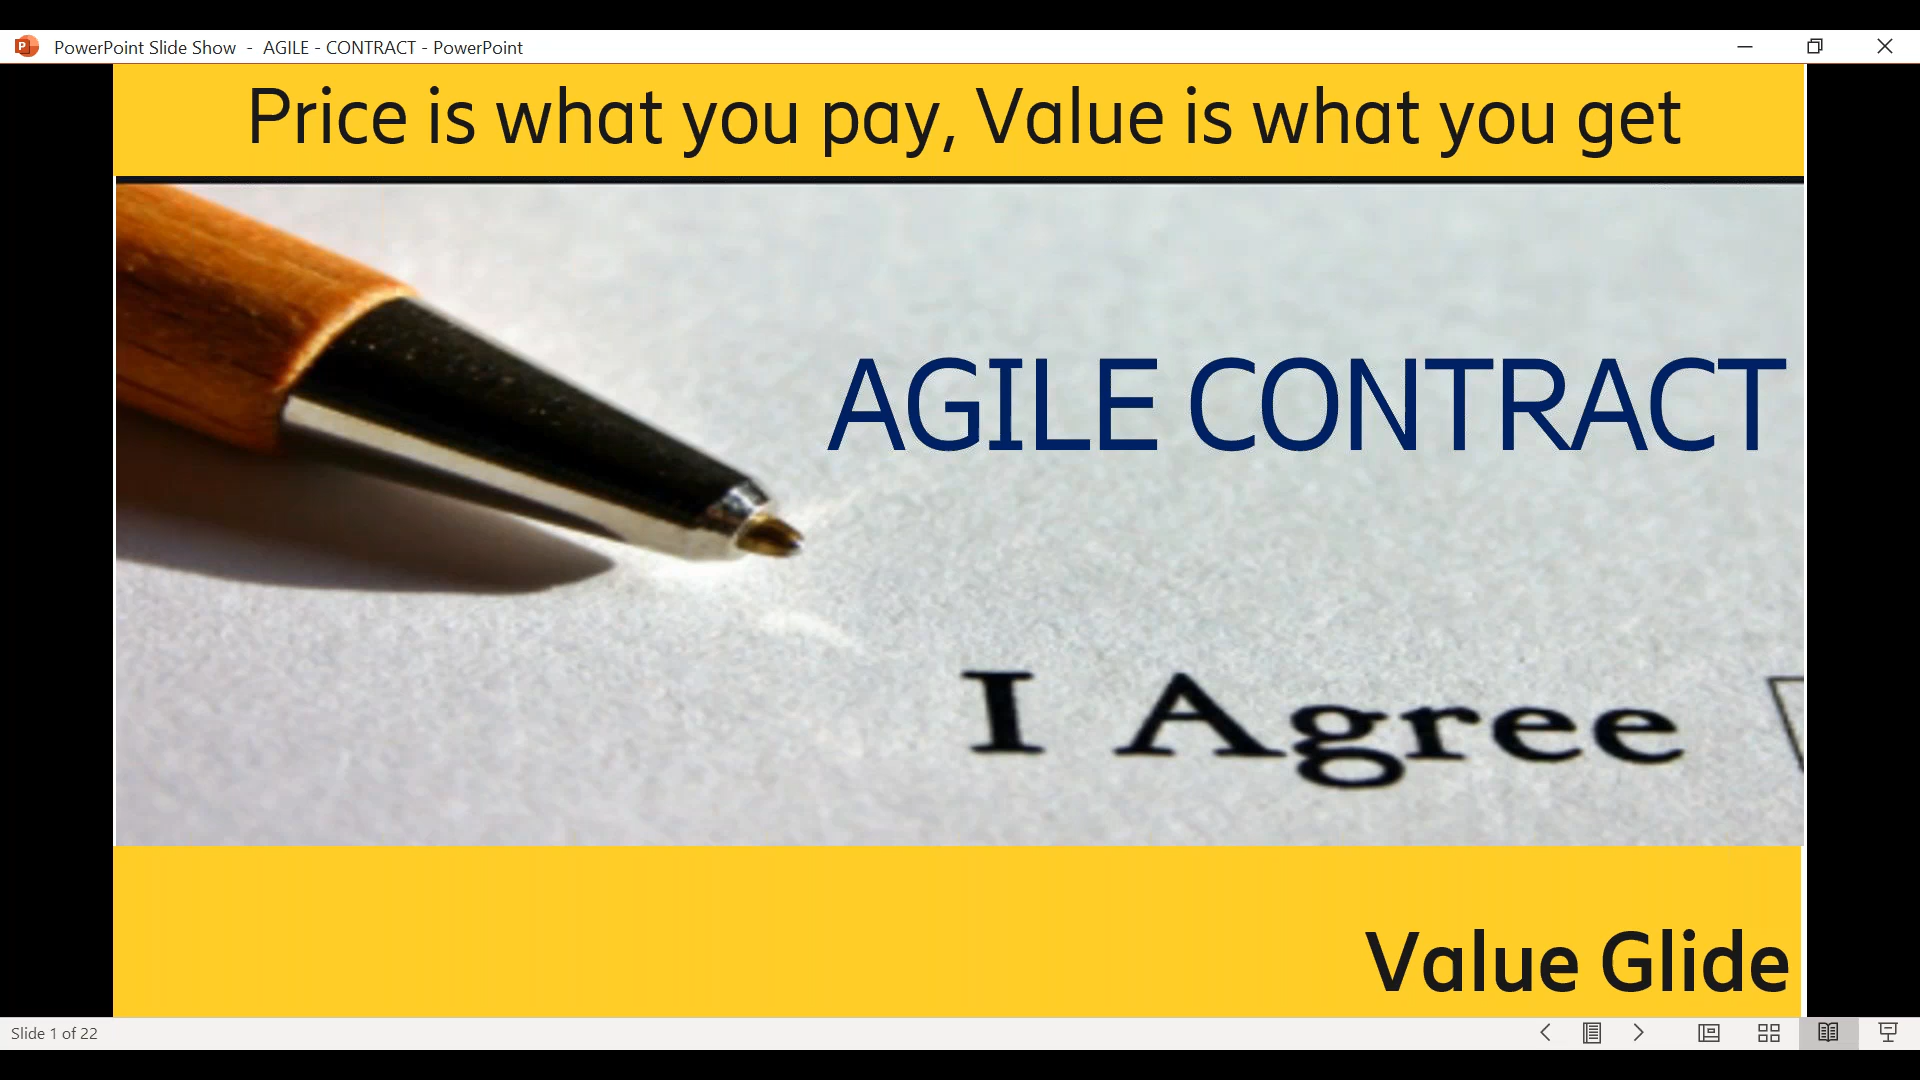 PowerPoint Slide Show - AGILE - CONTRACT - PowerPoint
Price is what you pay, Value is what you get
AGILE CONTRACT
I Agree
Value Glide
Slide 1 of 22